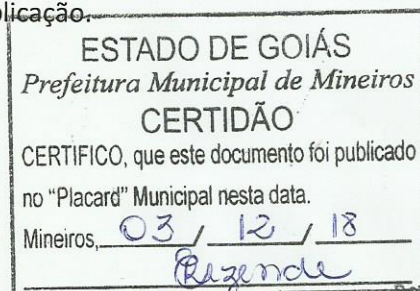 blicação.
ESTADO DE GOIÁS
Prefeitura Municipal de Mineiros
CERTIDÃO
CERTIFICO, que este documento foi publicado
no "Placard" Municipal nesta data.
Mineiros, 03 / 12 / 18
Rezende